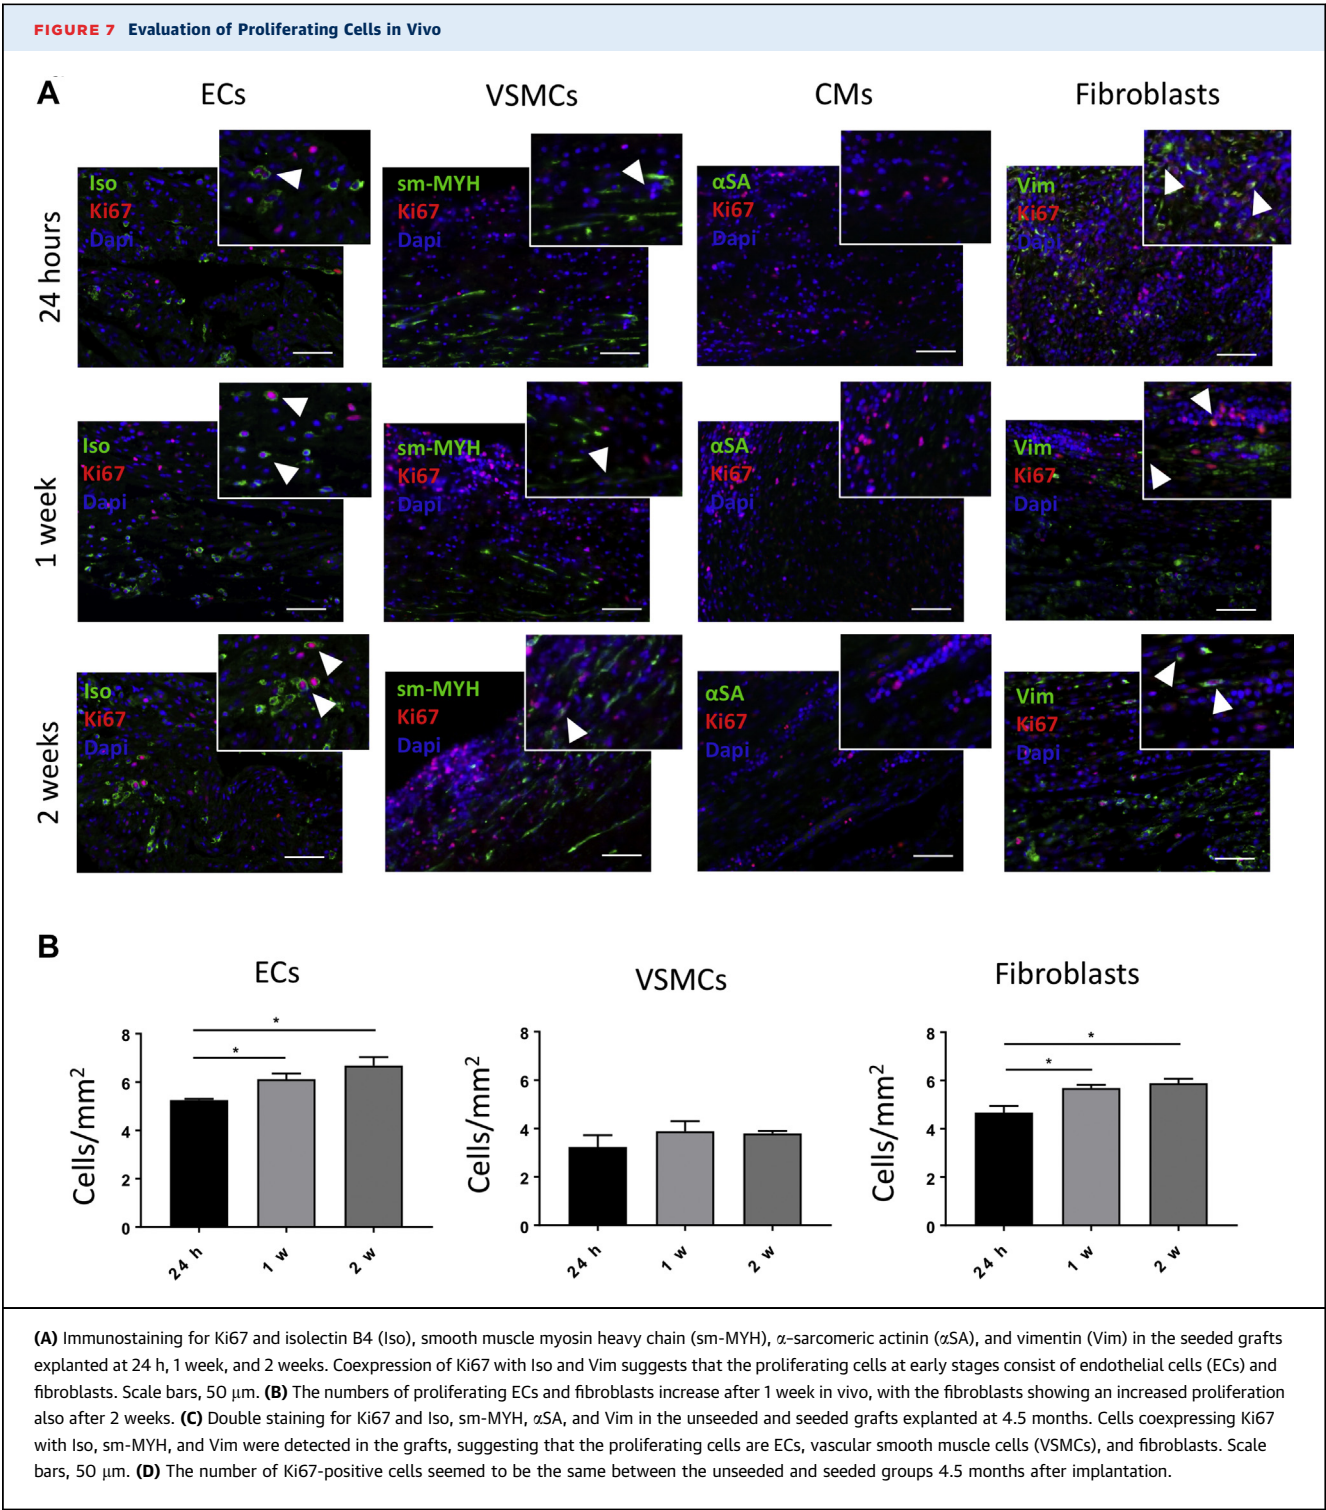 FIGURE 7 Evaluation of Proliferating Cells in Vivo
A
ECs
VSMCs
CMs
Fibroblasts
24 hours
Iso
Ki67
Dapi
sm-MYH
Ki67
Dapi
αSA
Ki67
Dapi
Vim
Ki67
Dapi
1 week
Iso
Ki67
Dapi
sm-MYH
Ki67
Dapi
αSA
Ki67
Dapi
Vim
Ki67
Dapi
2 weeks
Iso
Ki67
Dapi
sm-MYH
Ki67
Dapi
αSA
Ki67
Dapi
Vim
Ki67
Dapi
B
ECs
Cells/mm²
8
6
4
2
0
*
*
24 h
1 w
2 w
VSMCs
Cells/mm²
8
6
4
2
0
24 h
1 w
2 w
Fibroblasts
Cells/mm²
8
6
4
2
0
*
*
24 h
1 w
2 w
(A) Immunostaining for Ki67 and isolectin B4 (Iso), smooth muscle myosin heavy chain (sm-MYH), α-sarcomeric actinin (αSA), and vimentin (Vim) in the seeded grafts
explanted at 24 h, 1 week, and 2 weeks. Coexpression of Ki67 with Iso and Vim suggests that the proliferating cells at early stages consist of endothelial cells (ECs) and
fibroblasts. Scale bars, 50 μm. (B) The numbers of proliferating ECs and fibroblasts increase after 1 week in vivo, with the fibroblasts showing an increased proliferation
also after 2 weeks. (C) Double staining for Ki67 and Iso, sm-MYH, αSA, and Vim in the unseeded and seeded grafts explanted at 4.5 months. Cells coexpressing Ki67
with Iso, sm-MYH, and Vim were detected in the grafts, suggesting that the proliferating cells are ECs, vascular smooth muscle cells (VSMCs), and fibroblasts. Scale
bars, 50 μm. (D) The number of Ki67-positive cells seemed to be the same between the unseeded and seeded groups 4.5 months after implantation.